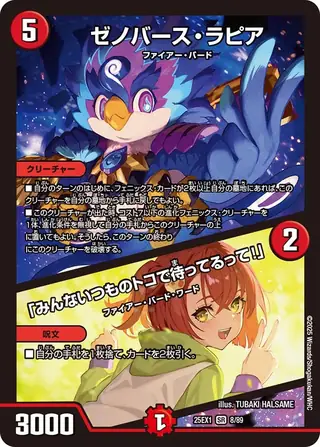 5
ゼノバース・ラピア
ファイアー・バード
クリーチャー
■自分のターンのはじめに、フェニックス・カードが2枚以上自分の墓地にあれば、この
クリーチャーを自分の墓地から手札に戻してもよい。
■このクリーチャーが出た時、コスト7以下の進化フェニックス・クリーチャーを
1体、進化条件を無視して自分の手札からこのクリーチャーの上
に置いてもよい。そうしたら、このターンの終わり
にこのクリーチャーを破壊する。
2
「みんないつものトコで待ってるって!」
ファイアー・バード・ワード
呪文
■自分の手札を1枚捨て、カードを2枚引く。
©2025 Wizards/Shogakukan/WHC
illus. TUBAKI HALSAME
3000
25EX1 SR 8/89